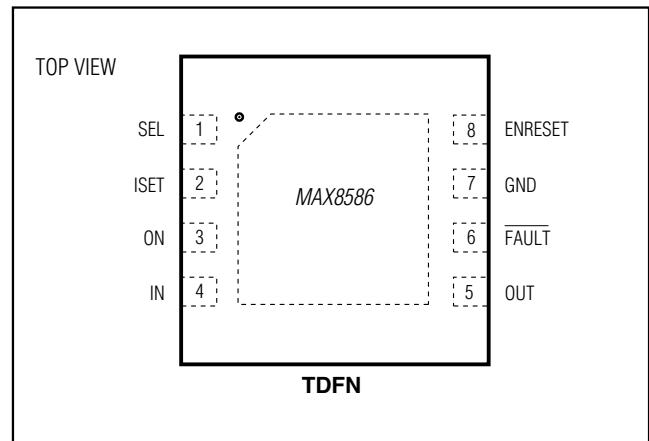 TOP VIEW
SEL 1 8 ENRESET
ISET 2 7 GND
MAX8586
ON 3 6 FAULT
IN 4 5 OUT
TDFN